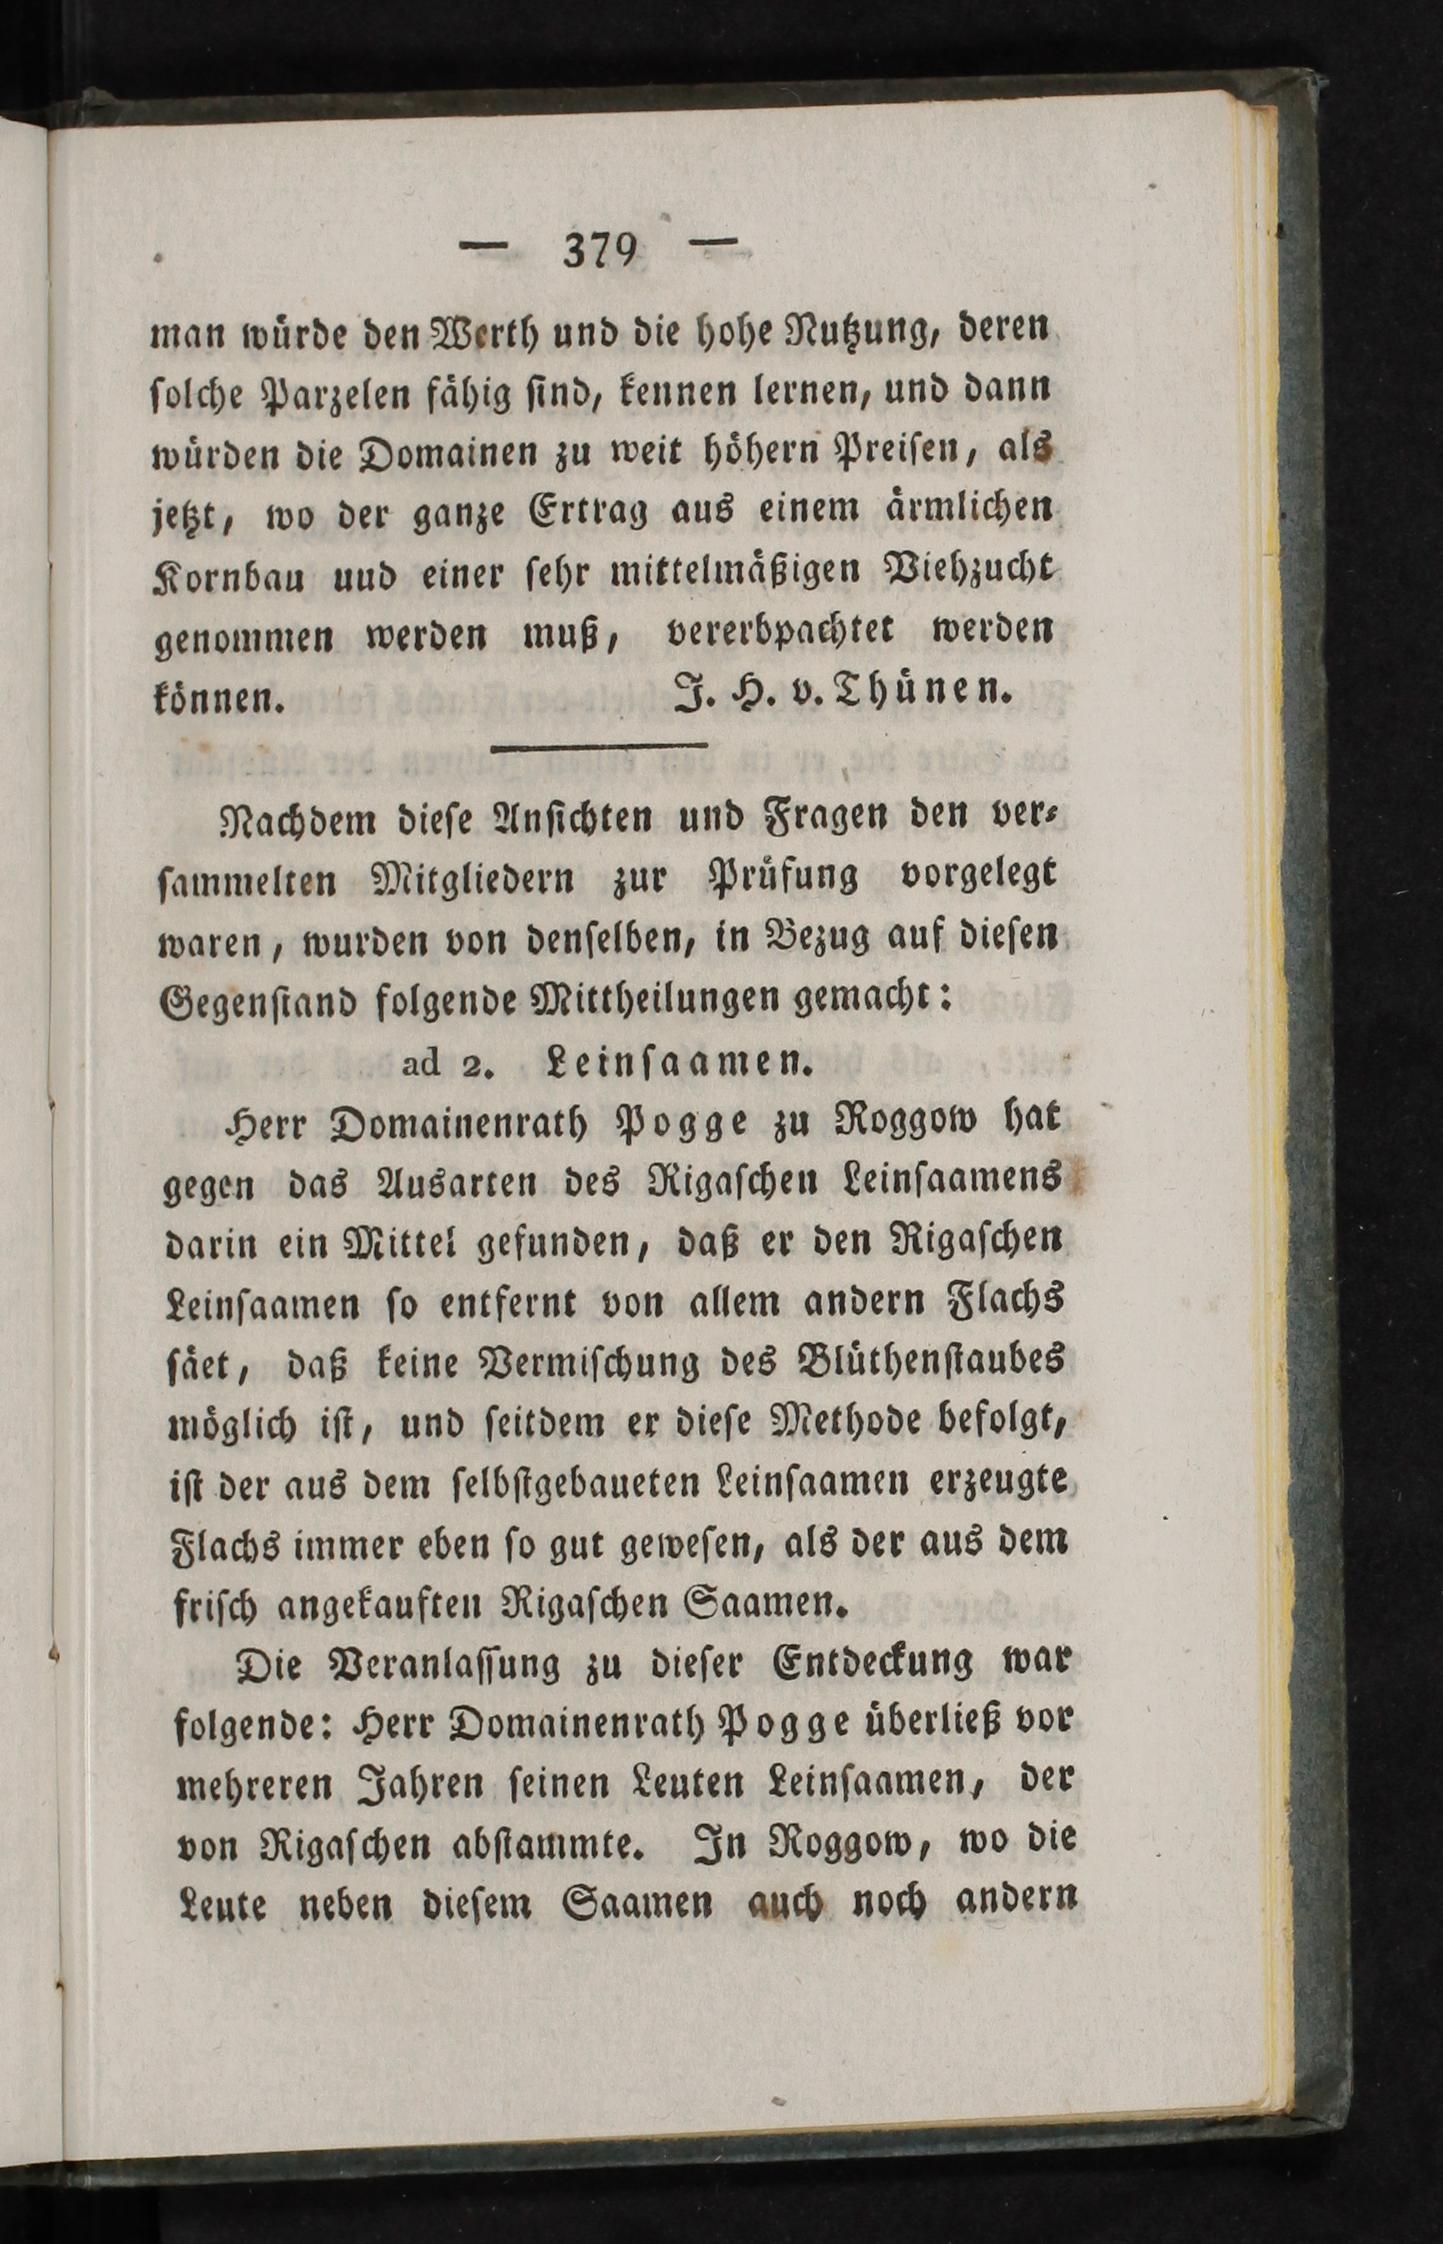 — 379 —
man würde den Werth und die hohe Nutzung, deren
ſolche Parzelen fähig ſind, kennen lernen, und dann
würden die Domainen zu weit höhern Preiſen, als
jetzt, wo der ganze Ertrag aus einem ärmlichen
Kornbau uud einer ſehr mittelmäßigen Viehzucht
genommen werden muß, vererbpachtet werden
können. J. H. v. Thünen.
Nachdem dieſe Anſichten und Fragen den ver⸗
ſammelten Mitgliedern zur Prüfung vorgelegt
waren, wurden von denſelben, in Bezug auf dieſen
Gegenſtand folgende Mittheilungen gemacht:
ad 2. Leinſaamen.
Herr Domainenrath Pogge zu Roggow hat
gegen das Ausarten des Rigaſchen Leinſaamens
darin ein Mittel gefunden, daß er den Rigaſchen
Leinſaamen ſo entfernt von allem andern Flachs
ſäet, daß keine Vermiſchung des Blüthenſtaubes
möglich iſt, und ſeitdem er dieſe Methode befolgt,
iſt der aus dem ſelbſtgebaueten Leinſaamen erzeugte
Flachs immer eben ſo gut geweſen, als der aus dem
friſch angekauften Rigaſchen Saamen.
Die Veranlaſſung zu dieſer Entdeckung war
folgende: Herr Domainenrath Pogge überließ vor
mehreren Jahren ſeinen Leuten Leinſaamen, der
von Rigaſchen abſtammte. In Roggow, wo die
Leute neben dieſem Saamen auch noch andern